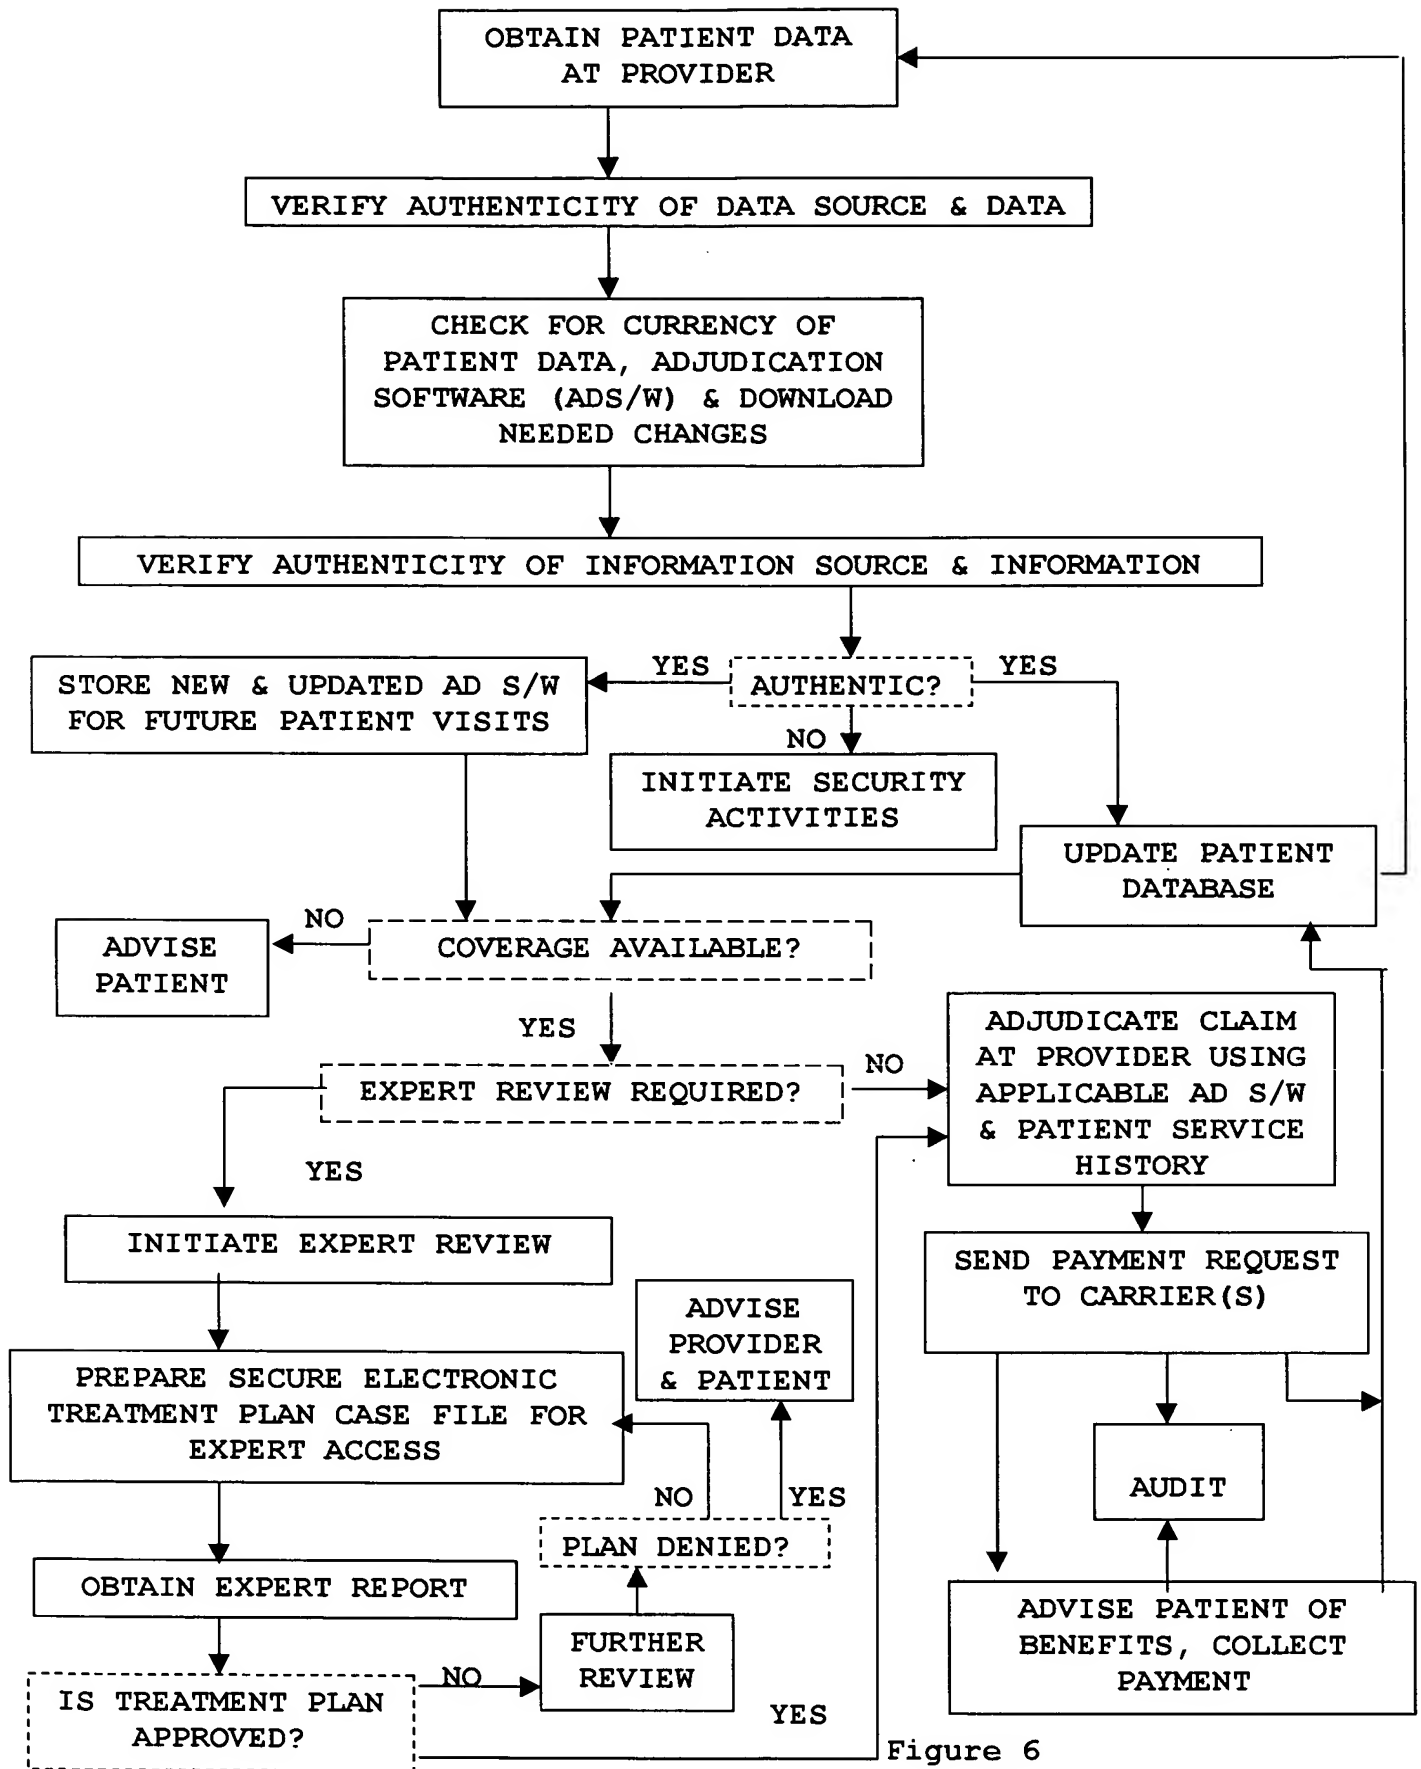 OBTAIN PATIENT DATA
AT PROVIDER
VERIFY AUTHENTICITY OF DATA SOURCE & DATA
CHECK FOR CURRENCY OF
PATIENT DATA, ADJUDICATION
SOFTWARE (ADS/W) & DOWNLOAD
NEEDED CHANGES
VERIFY AUTHENTICITY OF INFORMATION SOURCE & INFORMATION
YES
AUTHENTIC?
YES
STORE NEW & UPDATED AD S/W
FOR FUTURE PATIENT VISITS
NO
INITIATE SECURITY
ACTIVITIES
UPDATE PATIENT
DATABASE
NO
COVERAGE AVAILABLE?
ADVISE
PATIENT
YES
EXPERT REVIEW REQUIRED?
NO
ADJUDICATE CLAIM
AT PROVIDER USING
APPLICABLE AD S/W
& PATIENT SERVICE
HISTORY
YES
INITIATE EXPERT REVIEW
SEND PAYMENT REQUEST
TO CARRIER(S)
ADVISE
PROVIDER
& PATIENT
PREPARE SECURE ELECTRONIC
TREATMENT PLAN CASE FILE FOR
EXPERT ACCESS
NO
YES
AUDIT
PLAN DENIED?
OBTAIN EXPERT REPORT
FURTHER
REVIEW
ADVISE PATIENT OF
BENEFITS, COLLECT
PAYMENT
NO
IS TREATMENT PLAN
APPROVED?
YES
Figure 6